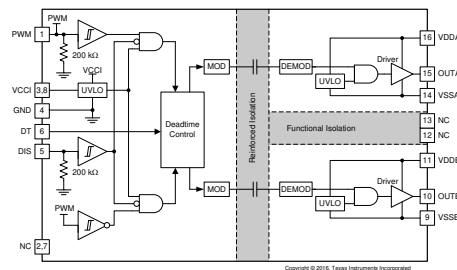 PWM
PWM 1
200 kΩ
VCCI 3,8
VCCI
UVLO
GND 4
DT 6
DIS 5
200 kΩ
PWM
NC 2,7
Deadtime
Control
MOD
MOD
Reinforced Isolation
Functional Isolation
DEMOD
UVLO
Driver
16 VDDA
15 OUTA
14 VSSA
13 NC
12 NC
DEMOD
UVLO
Driver
11 VDDB
10 OUTB
9 VSSB
Copyright © 2016, Texas Instruments Incorporated